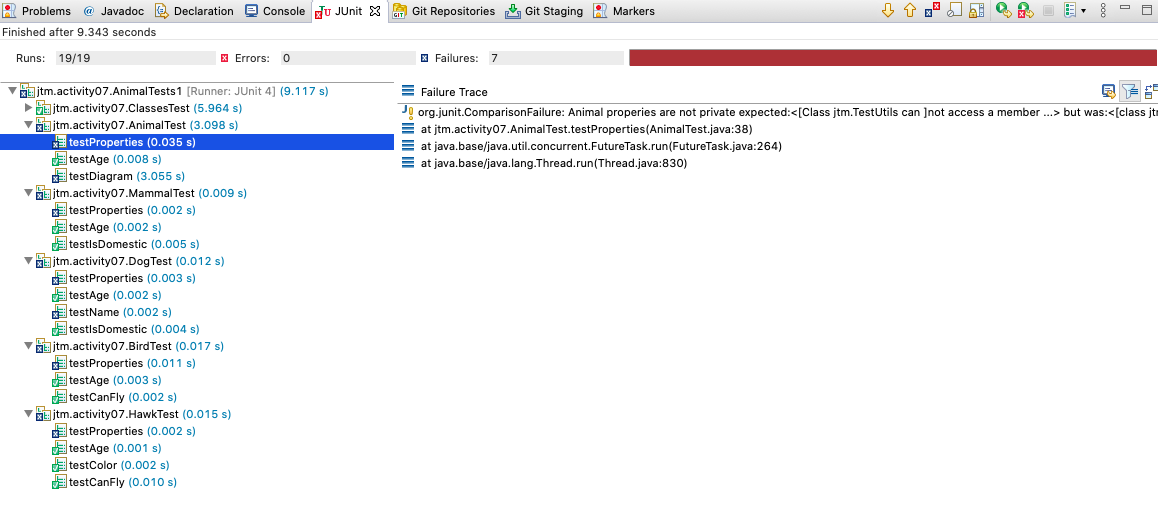 Problems @ Javadoc Declaration Console JUnit Git Repositories Git Staging Markers
Finished after 9.343 seconds
Runs: 19/19 Errors: 0 Failures: 7
jtm.activity07.AnimalTests1 [Runner: JUnit 4] (9.117 s)
jtm.activity07.ClassesTest (5.964 s)
jtm.activity07.AnimalTest (3.098 s)
testProperties (0.035 s)
testAge (0.008 s)
testDiagram (3.055 s)
jtm.activity07.MammalTest (0.009 s)
testProperties (0.002 s)
testAge (0.002 s)
testIsDomestic (0.005 s)
jtm.activity07.DogTest (0.012 s)
testProperties (0.003 s)
testAge (0.002 s)
testName (0.002 s)
testIsDomestic (0.004 s)
jtm.activity07.BirdTest (0.017 s)
testProperties (0.011 s)
testAge (0.003 s)
testCanFly (0.002 s)
jtm.activity07.HawkTest (0.015 s)
testProperties (0.002 s)
testAge (0.001 s)
testColor (0.002 s)
testCanFly (0.010 s)
Failure Trace
org.junit.ComparisonFailure: Animal properies are not private expected:<[Class jtm.TestUtils can ]not access a member ...> but was:<[class jtm
at jtm.activity07.AnimalTest.testProperties(AnimalTest.java:38)
at java.base/java.util.concurrent.FutureTask.run(FutureTask.java:264)
at java.base/java.lang.Thread.run(Thread.java:830)